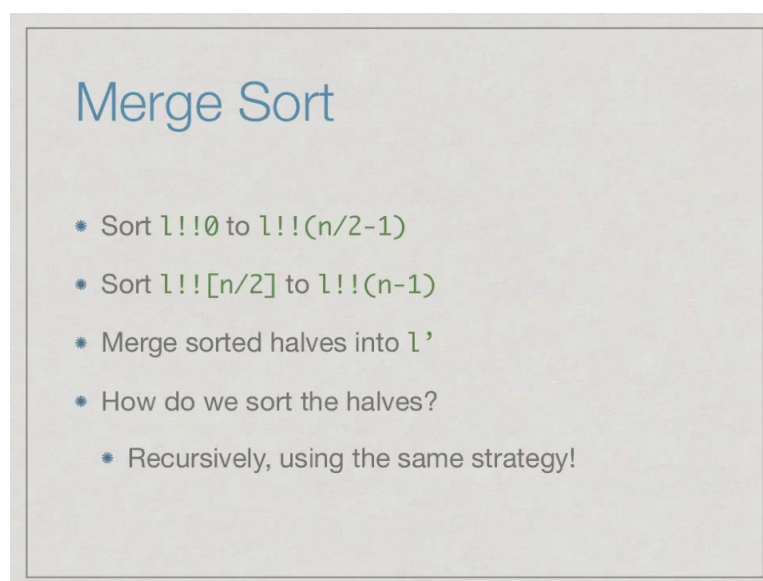 Merge Sort
Sort l!!0 to l!!(n/2-1)
Sort l!![n/2] to l!!(n-1)
Merge sorted halves into l’
How do we sort the halves?
Recursively, using the same strategy!